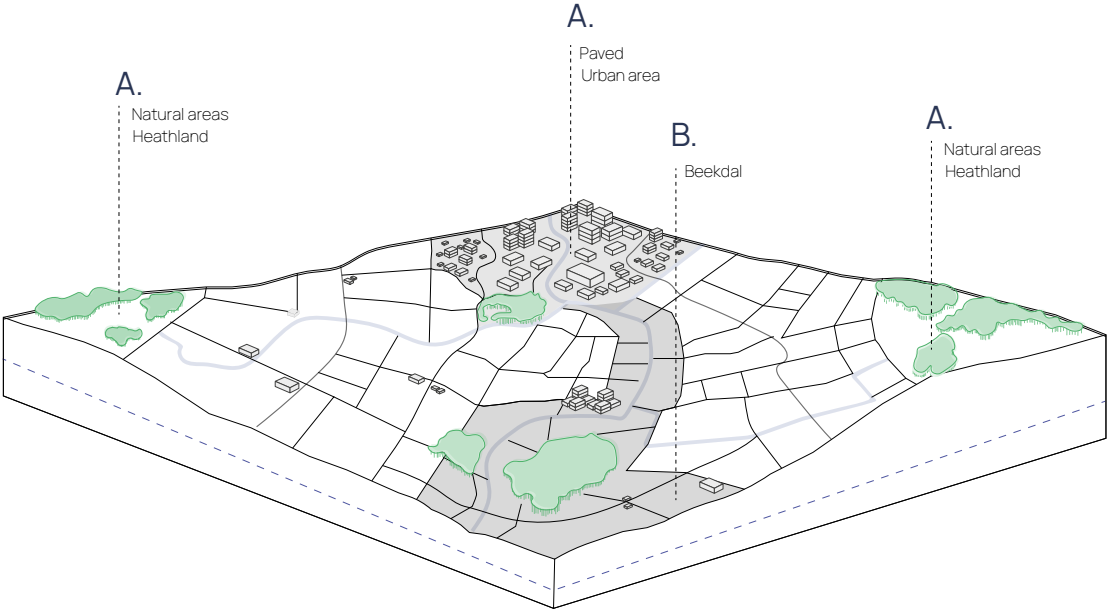 A.
Paved
Urban area
A.
Natural areas
Heathland
B.
Beekdal
A.
Natural areas
Heathland